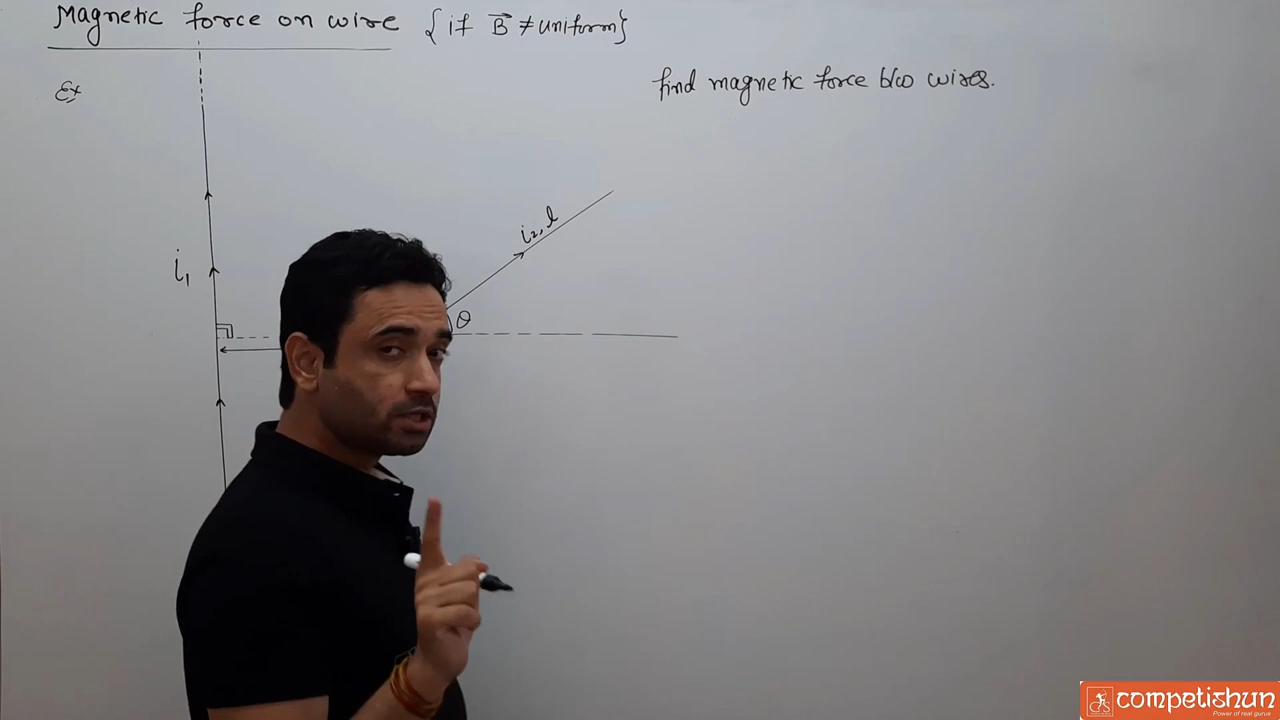 Magnetic force on wire {if B⃗ ≠ uniform}
Ex
find magnetic force b/w wires.
i₂, l
i₁
θ
competishun
Power of real gurus